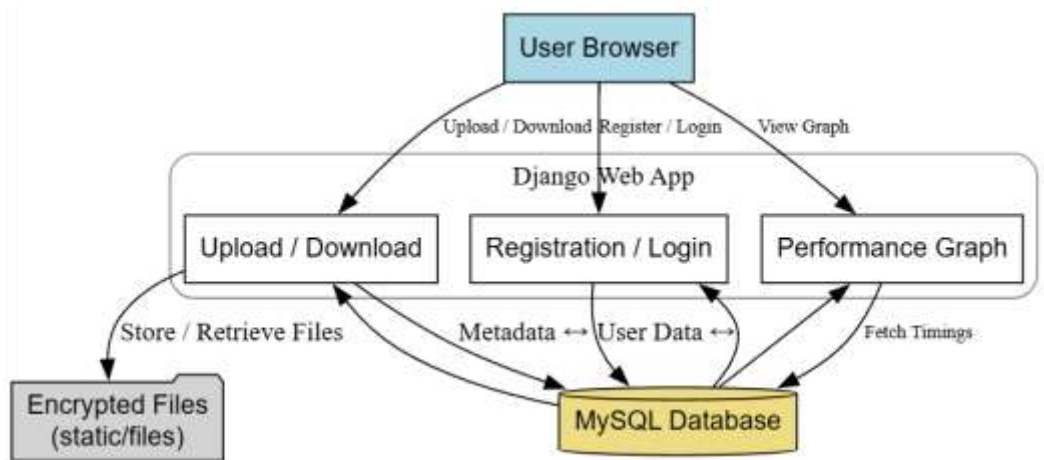 User Browser
Upload / Download
Register / Login
View Graph
Django Web App
Upload / Download
Registration / Login
Performance Graph
Store / Retrieve Files
Metadata ↔
User Data ↔
Fetch Timings
Encrypted Files
(static/files)
MySQL Database